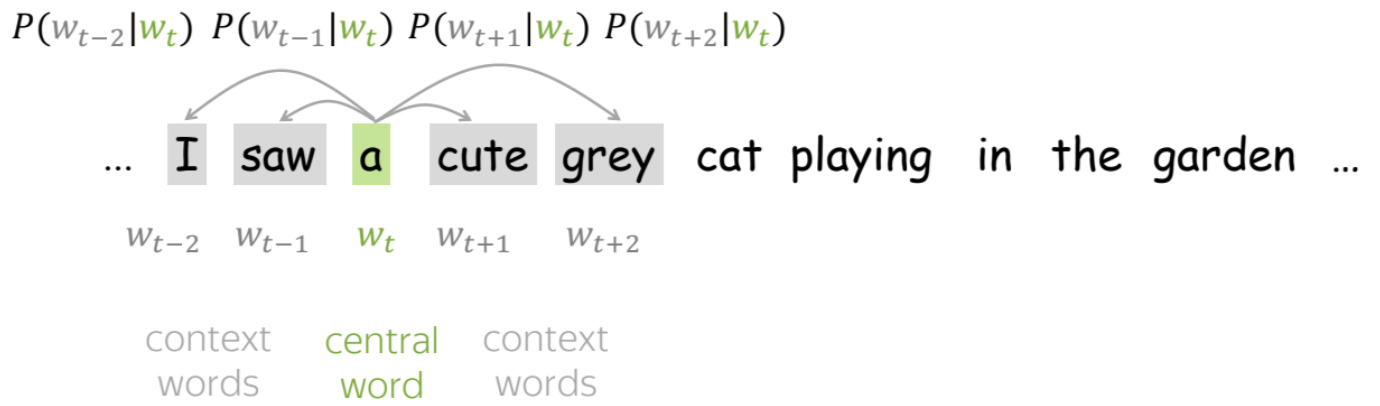 P(w_{t-2}|w_t) P(w_{t-1}|w_t) P(w_{t+1}|w_t) P(w_{t+2}|w_t)
... I saw a cute grey cat playing in the garden ...
w_{t-2} w_{t-1} w_t w_{t+1} w_{t+2}
context central context
words word words